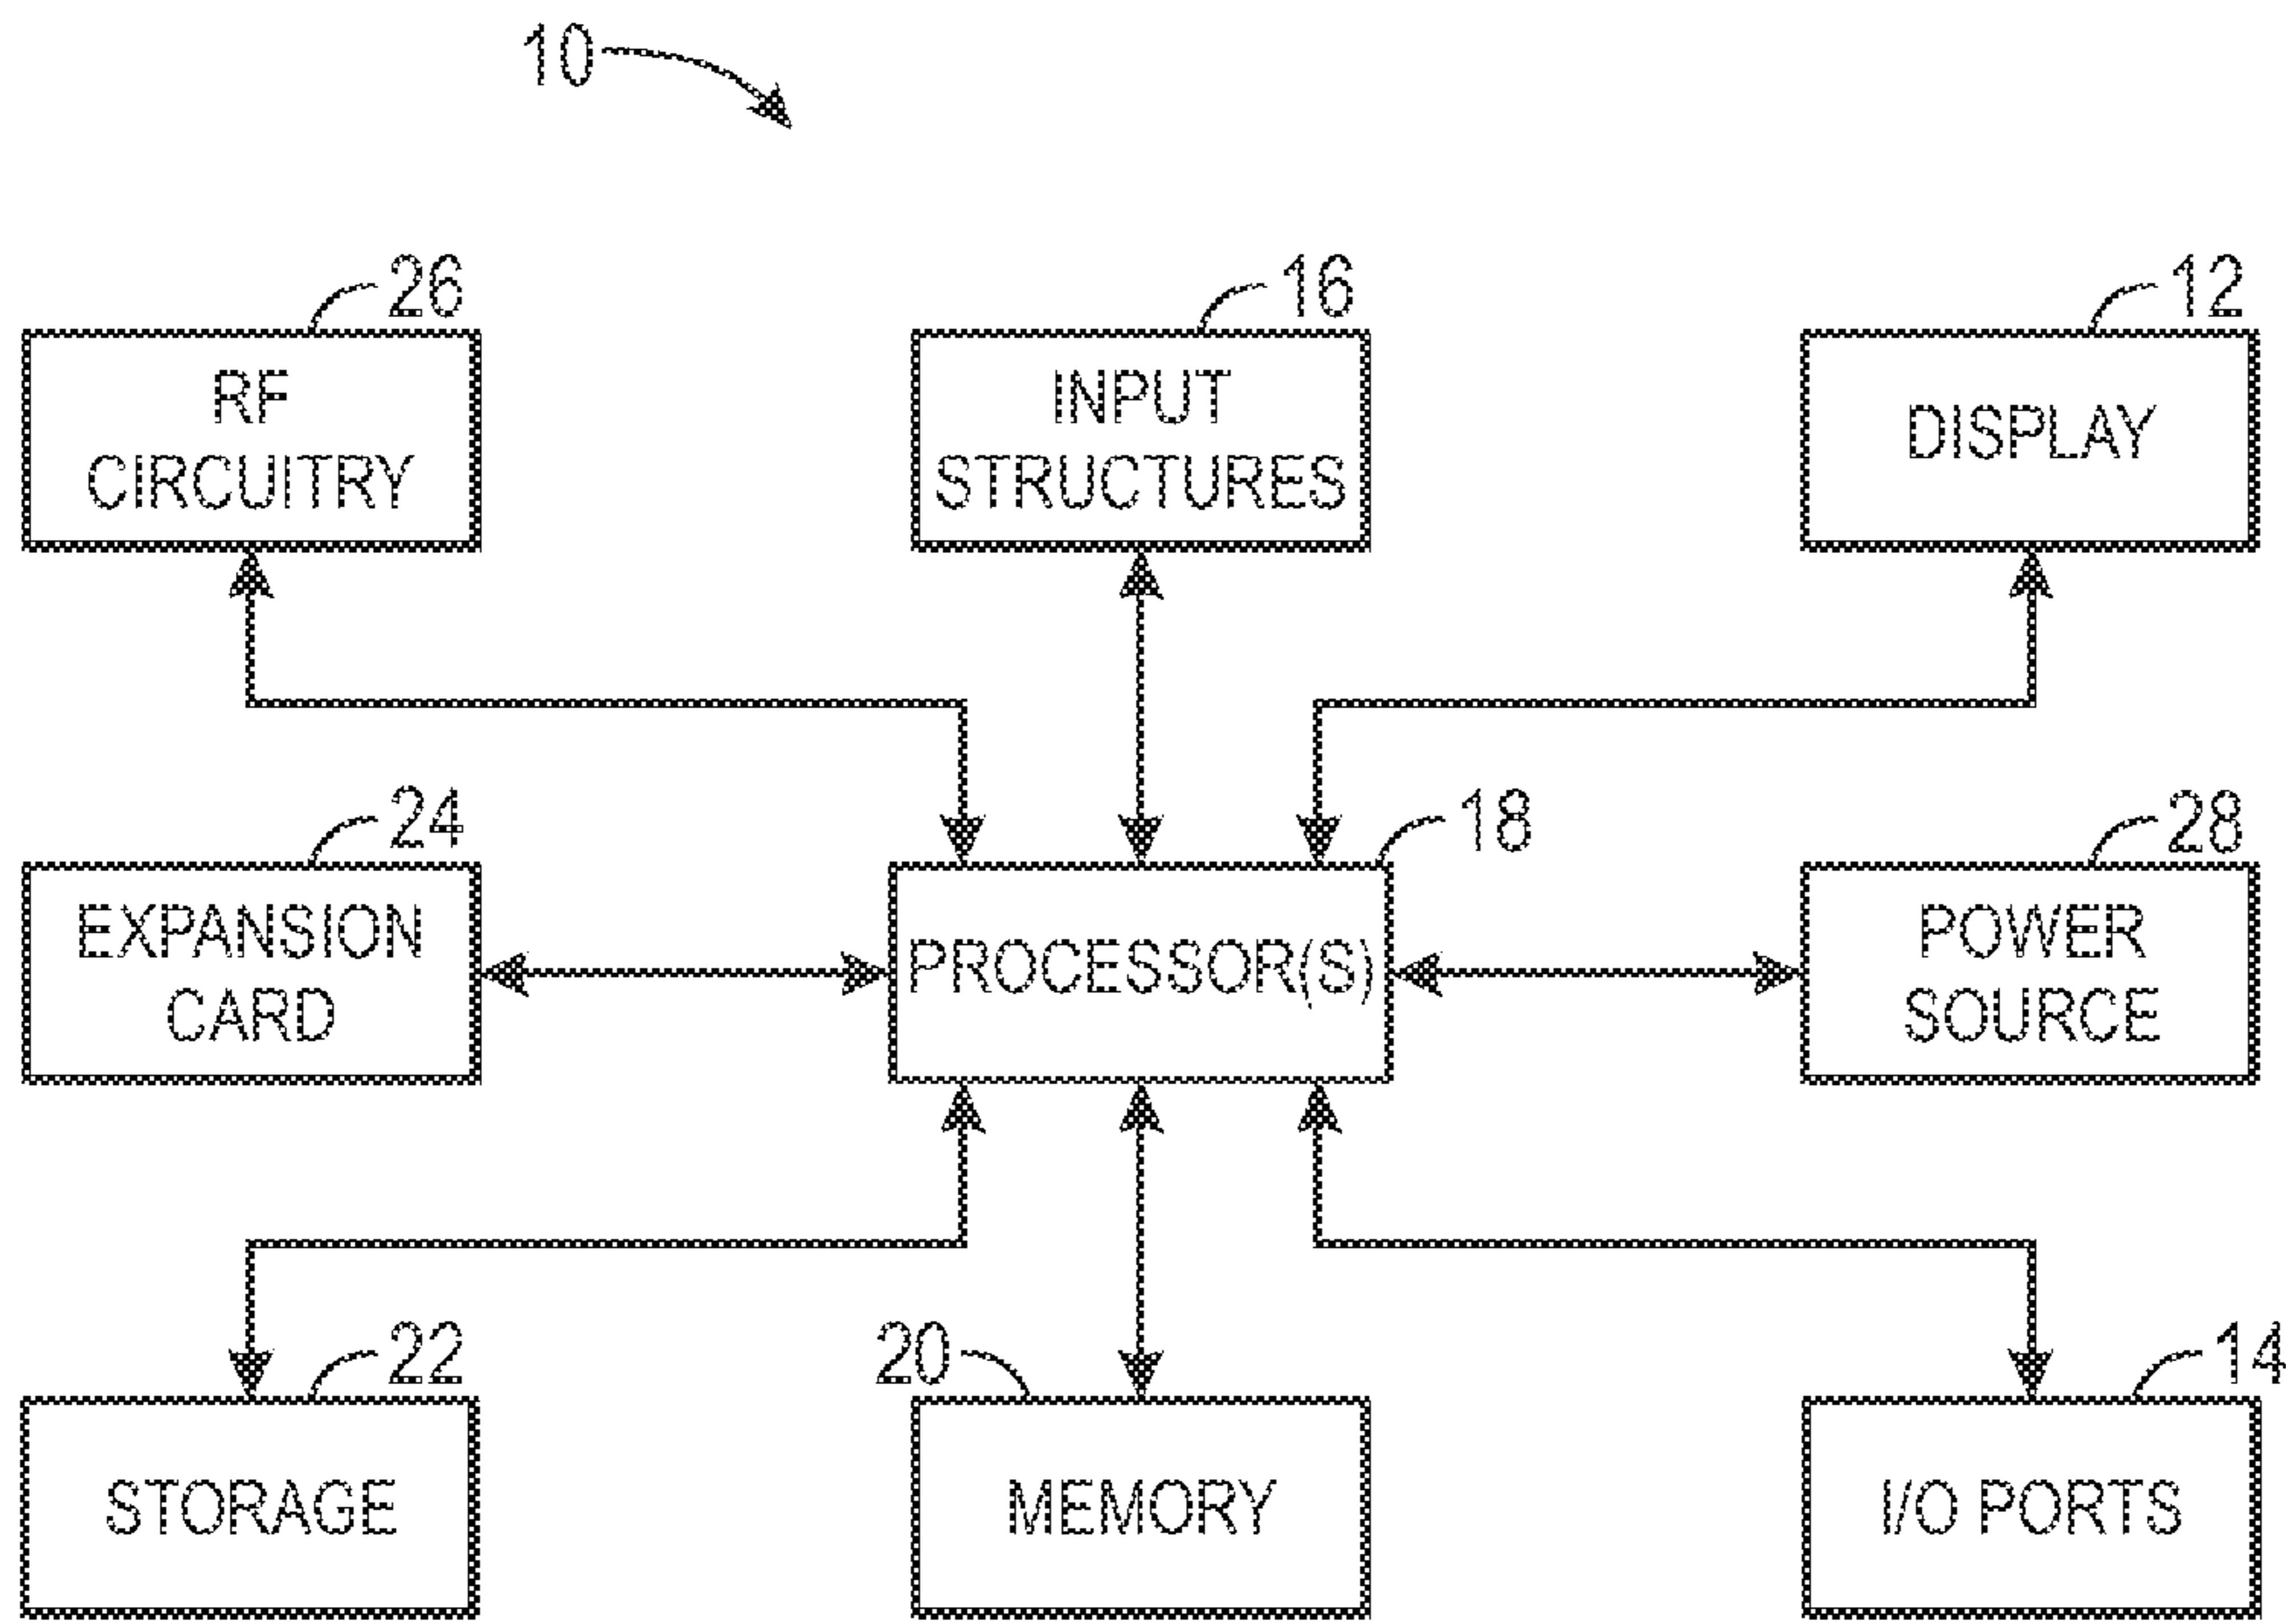 10
26
16
12
RF
CIRCUITRY
INPUT
STRUCTURES
DISPLAY
24
18
28
EXPANSION
CARD
PROCESSOR(S)
POWER
SOURCE
22
20
14
STORAGE
MEMORY
I/O PORTS